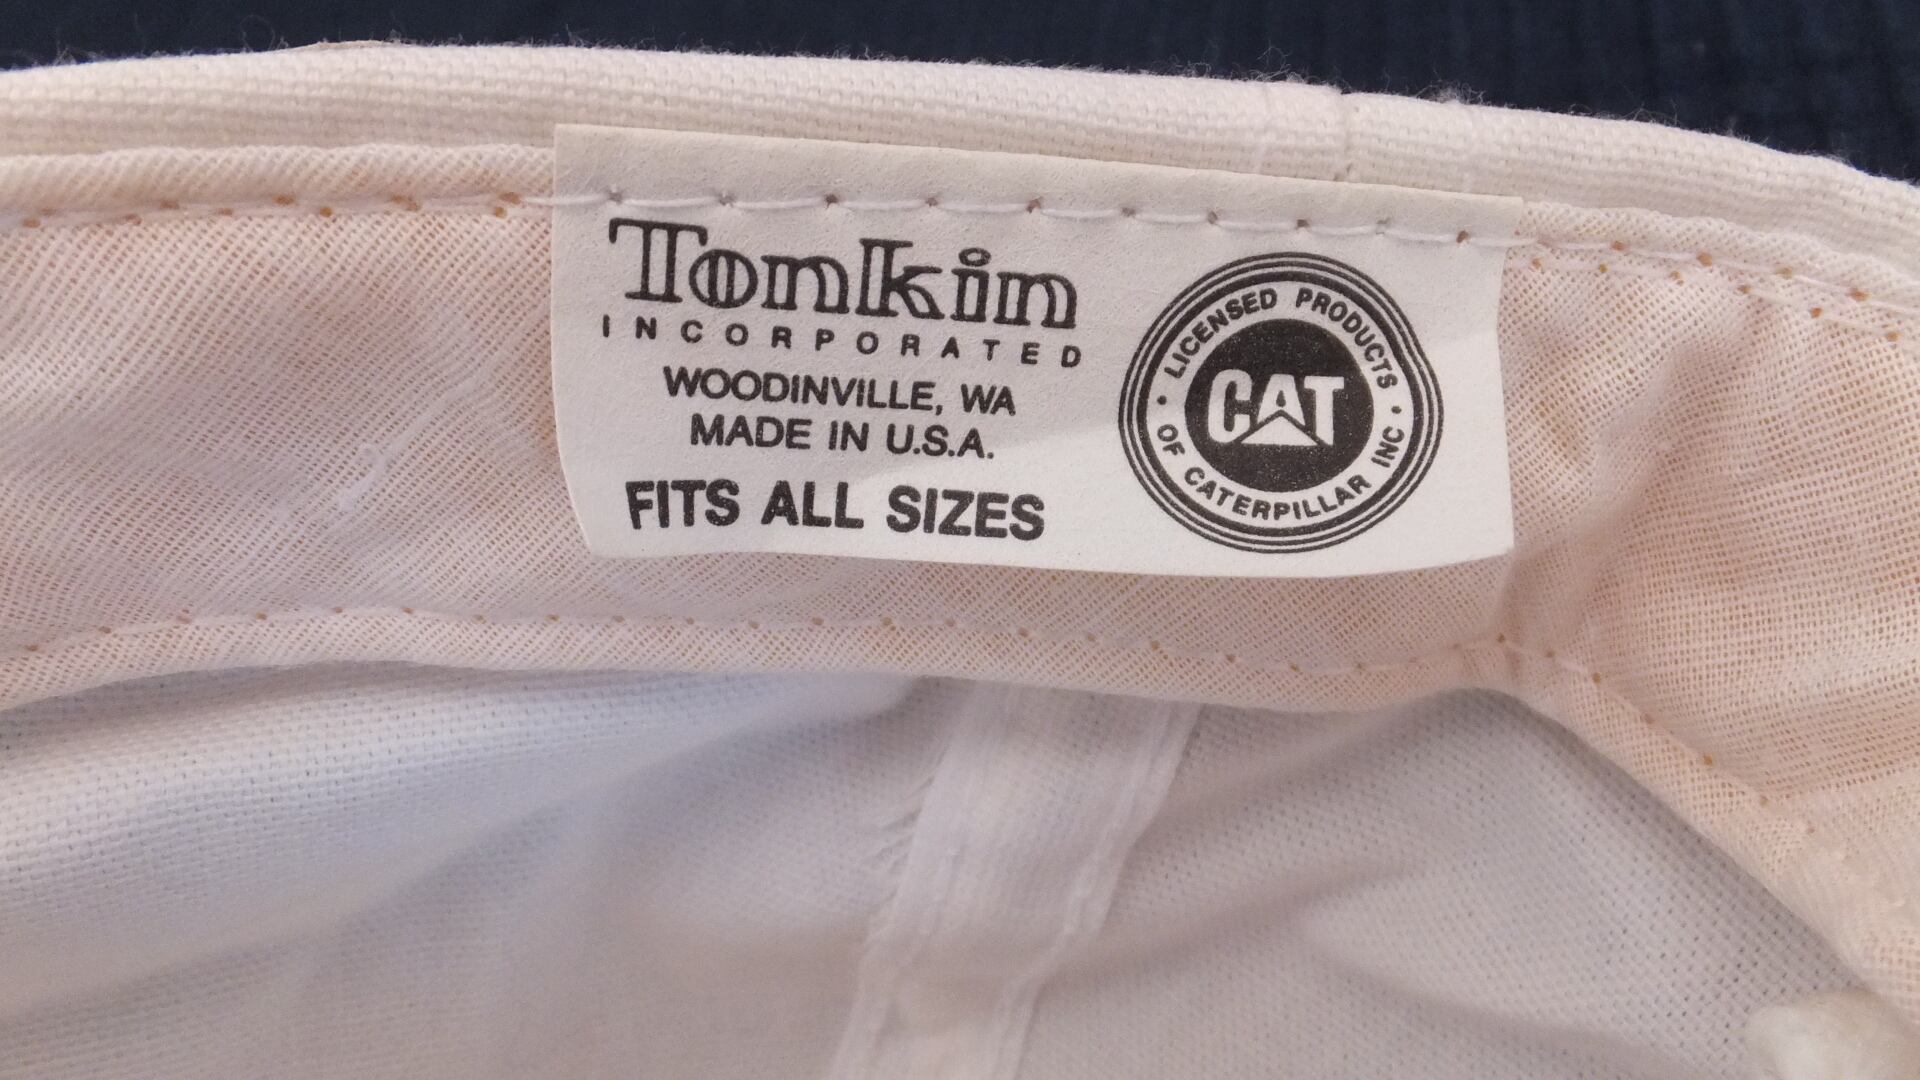 Tonkin
INCORPORATED
WOODINVILLE, WA
MADE IN U.S.A.
FITS ALL SIZES
• LICENSED PRODUCTS •
OF CATERPILLAR INC
CAT